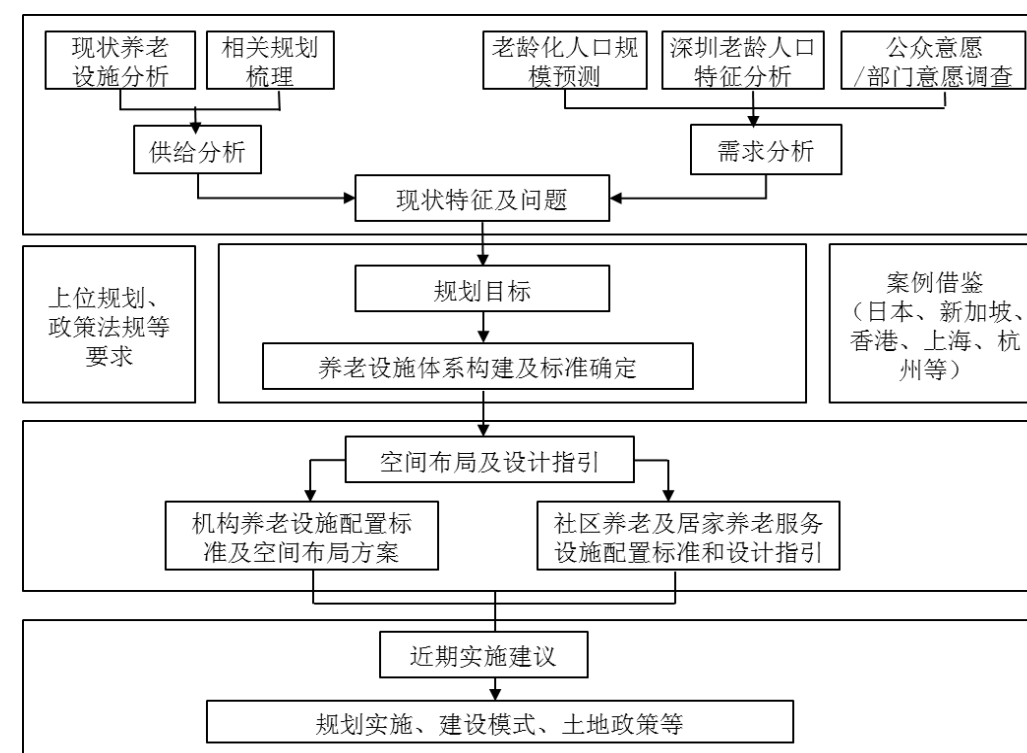 现状养老
设施分析
相关规划
梳理
老龄化人口规
模预测
深圳老龄人口
特征分析
公众意愿
/部门意愿调查
供给分析
需求分析
现状特征及问题
上位规划、
政策法规等
要求
规划目标
养老设施体系构建及标准确定
案例借鉴
（日本、新加坡、
香港、上海、杭
州等）
空间布局及设计指引
机构养老设施配置标
准及空间布局方案
社区养老及居家养老服务
设施配置标准和设计指引
近期实施建议
规划实施、建设模式、土地政策等